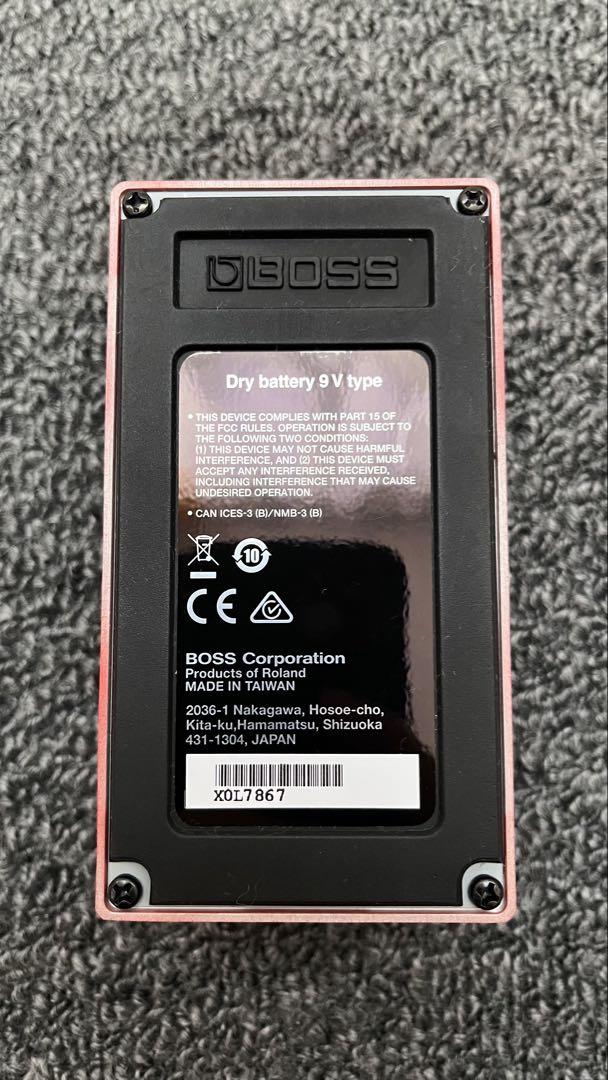 BOSS
Dry battery 9 V type
• THIS DEVICE COMPLIES WITH PART 15 OF
THE FCC RULES. OPERATION IS SUBJECT TO
THE FOLLOWING TWO CONDITIONS:
(1) THIS DEVICE MAY NOT CAUSE HARMFUL
INTERFERENCE, AND (2) THIS DEVICE MUST
ACCEPT ANY INTERFERENCE RECEIVED,
INCLUDING INTERFERENCE THAT MAY CAUSE
UNDESIRED OPERATION.
• CAN ICES-3 (B)/NMB-3 (B)
10
CE
BOSS Corporation
Products of Roland
MADE IN TAIWAN
2036-1 Nakagawa, Hosoe-cho,
Kita-ku,Hamamatsu, Shizuoka
431-1304, JAPAN
X0L7867